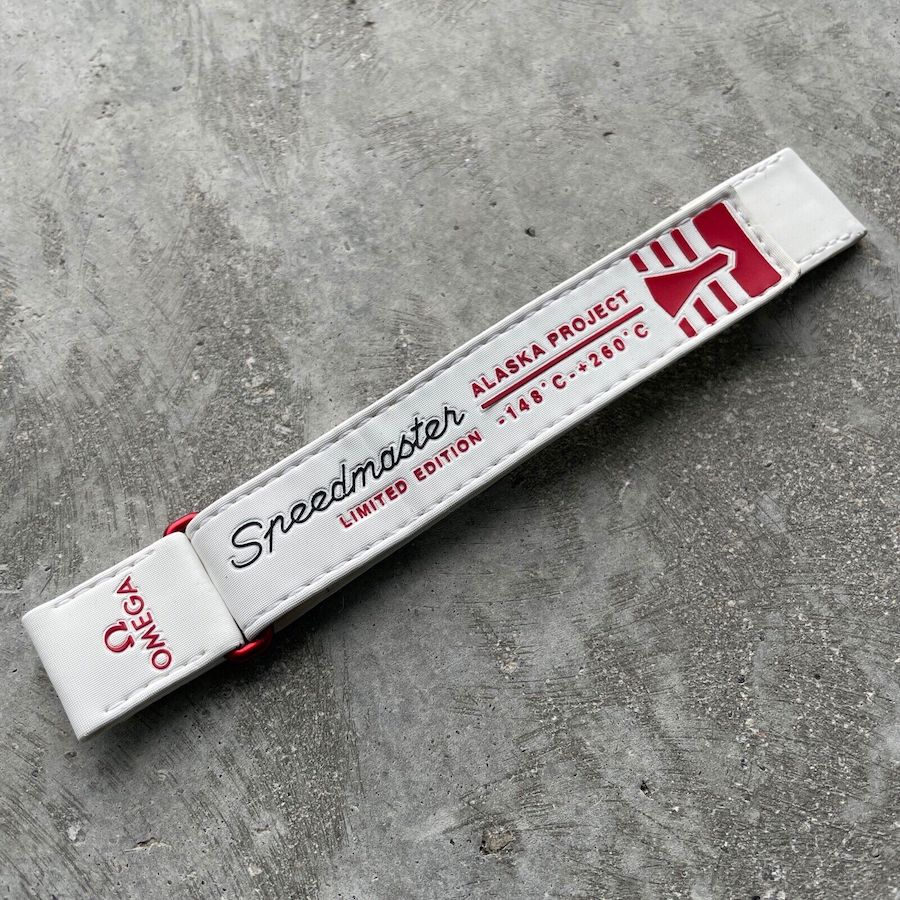 Ω
OMEGA
Speedmaster
LIMITED EDITION
ALASKA PROJECT
-148°C-+260°C